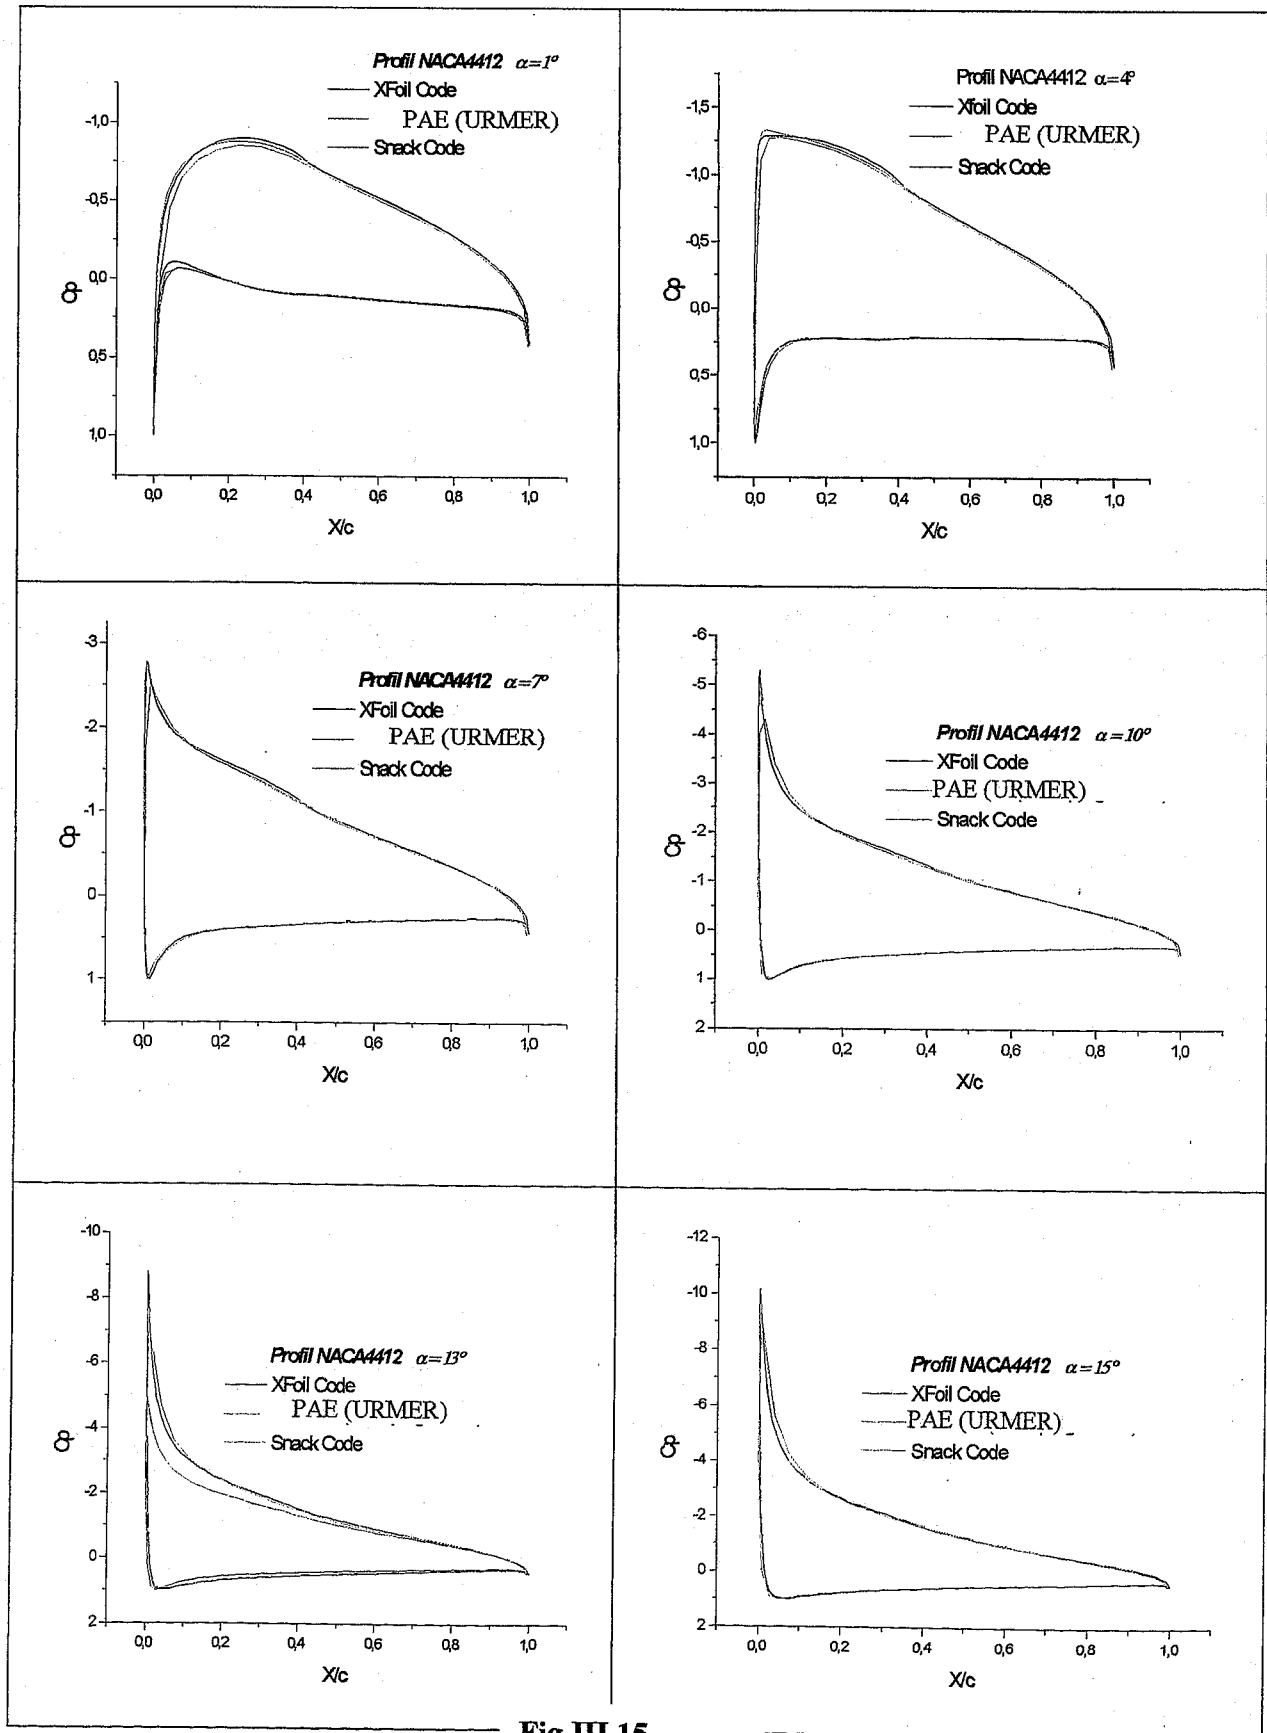 Profil NACA4412 α=1º
XFoil Code
PAE (URMER)
Snack Code
-1,0
-0,5
0,0
0,5
1,0
Cp
0,0 0,2 0,4 0,6 0,8 1,0
X/c
Profil NACA4412 α=4º
Xfoil Code
PAE (URMER)
Snack Code
-1,5
-1,0
-0,5
0,0
0,5
1,0
Cp
0,0 0,2 0,4 0,6 0,8 1,0
X/c
Profil NACA4412 α=7º
XFoil Code
PAE (URMER)
Snack Code
-3
-2
-1
0
1
Cp
0,0 0,2 0,4 0,6 0,8 1,0
X/c
Profil NACA4412 α=10º
XFoil Code
PAE (URMER)
Snack Code
-6
-5
-4
-3
-2
-1
0
1
2
Cp
0,0 0,2 0,4 0,6 0,8 1,0
X/c
Profil NACA4412 α=13º
XFoil Code
PAE (URMER)
Snack Code
-10
-8
-6
-4
-2
0
2
Cp
0,0 0,2 0,4 0,6 0,8 1,0
X/c
Profil NACA4412 α=15º
XFoil Code
PAE (URMER)
Snack Code
-12
-10
-8
-6
-4
-2
0
2
Cp
0,0 0,2 0,4 0,6 0,8 1,0
X/c
Fig III 15